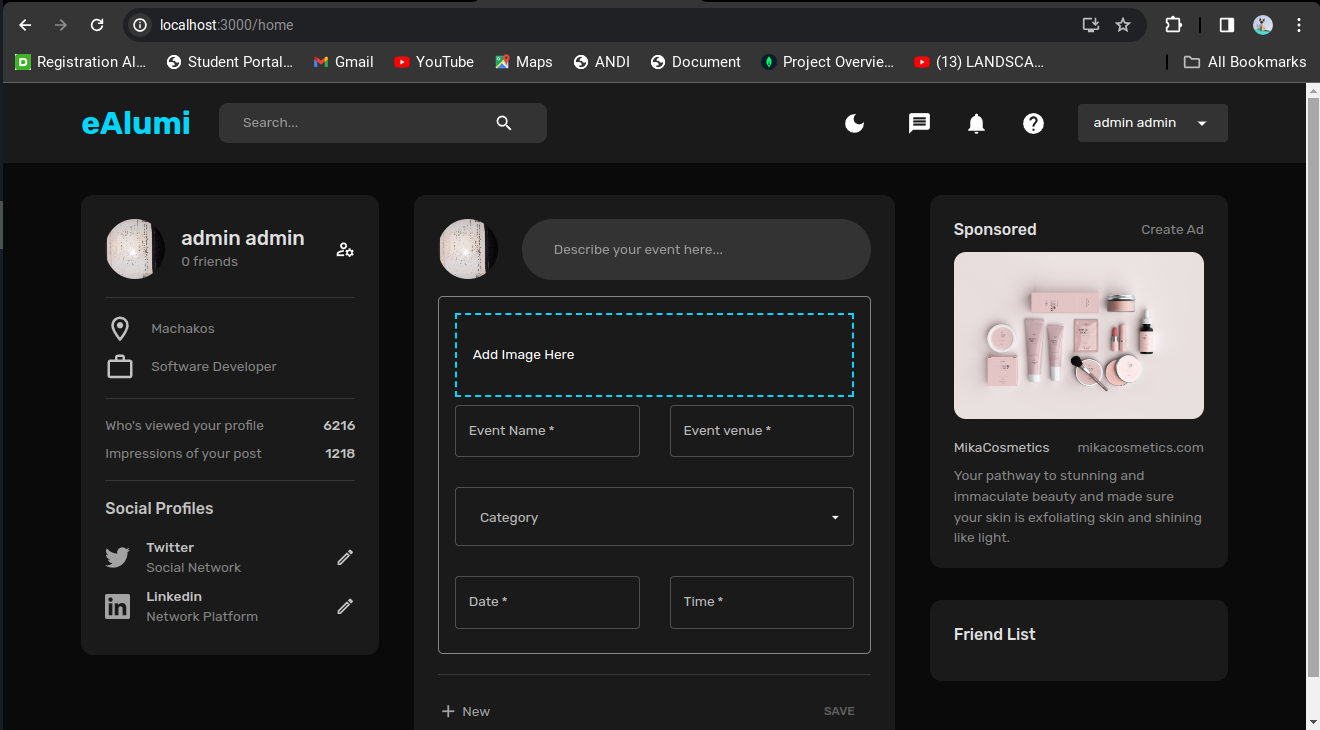 localhost:3000/home
Registration Al...
Student Portal...
Gmail
YouTube
Maps
ANDI
Document
Project Overvie...
(13) LANDSCA...
All Bookmarks
eAlumi
Search...
admin admin
admin admin
0 friends
Machakos
Software Developer
Who's viewed your profile 6216
Impressions of your post 1218
Social Profiles
Twitter
Social Network
Linkedin
Network Platform
Describe your event here...
Add Image Here
Event Name *
Event venue *
Category
Date *
Time *
New
SAVE
Sponsored
Create Ad
MikaCosmetics
mikacosmetics.com
Your pathway to stunning and
immaculate beauty and made sure
your skin is exfoliating skin and shining
like light.
Friend List